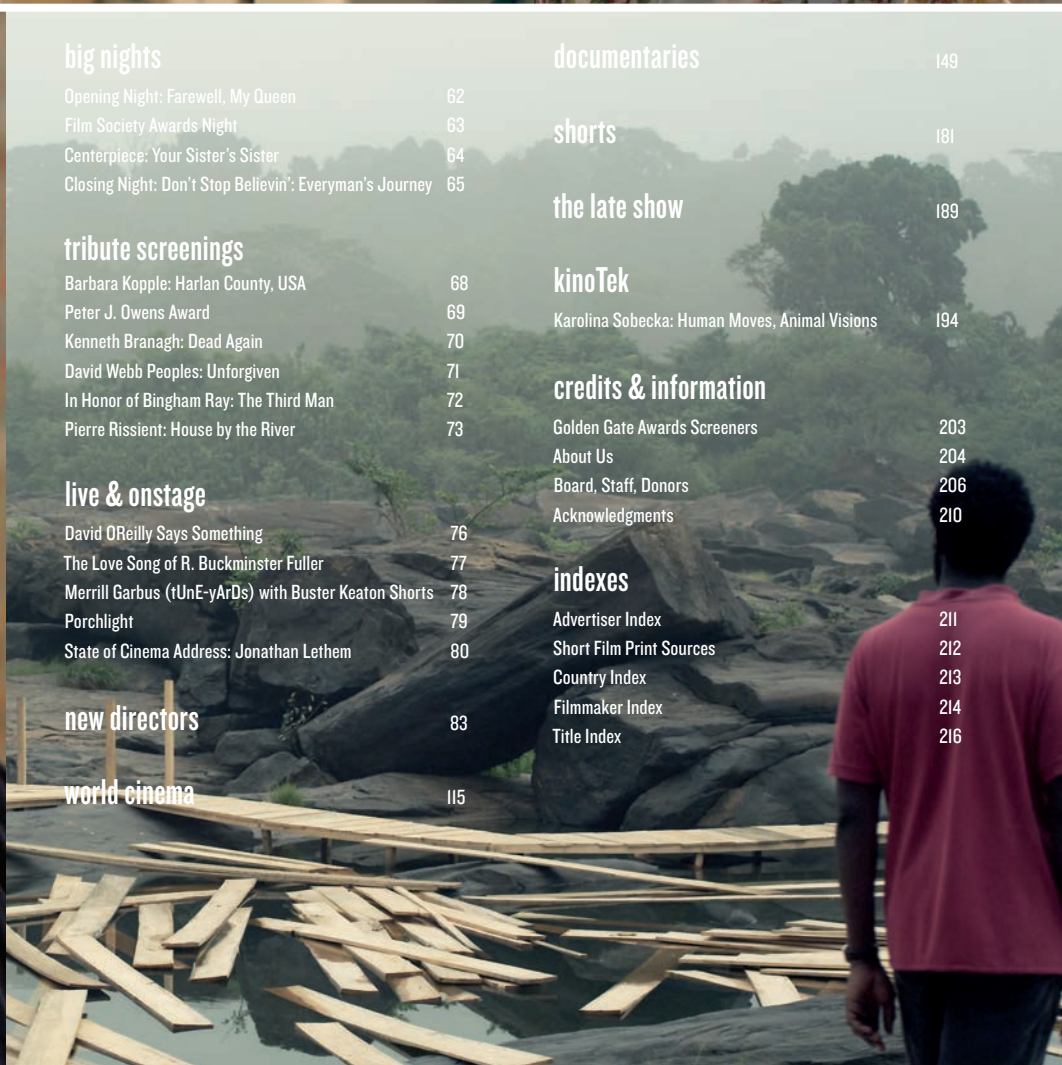 big nights
Opening Night: Farewell, My Queen 62
Film Society Awards Night 63
Centerpiece: Your Sister's Sister 64
Closing Night: Don't Stop Believin': Everyman's Journey 65
tribute screenings
Barbara Kopple: Harlan County, USA 68
Peter J. Owens Award 69
Kenneth Branagh: Dead Again 70
David Webb Peoples: Unforgiven 71
In Honor of Bingham Ray: The Third Man 72
Pierre Rissient: House by the River 73
live & onstage
David OReilly Says Something 76
The Love Song of R. Buckminster Fuller 77
Merrill Garbus (tUnE-yArDs) with Buster Keaton Shorts 78
Porchlight 79
State of Cinema Address: Jonathan Lethem 80
new directors 83
world cinema 115
documentaries 149
shorts 181
the late show 189
kinoTek
Karolina Sobecka: Human Moves, Animal Visions 194
credits & information
Golden Gate Awards Screeners 203
About Us 204
Board, Staff, Donors 206
Acknowledgments 210
indexes
Advertiser Index 211
Short Film Print Sources 212
Country Index 213
Filmmaker Index 214
Title Index 216